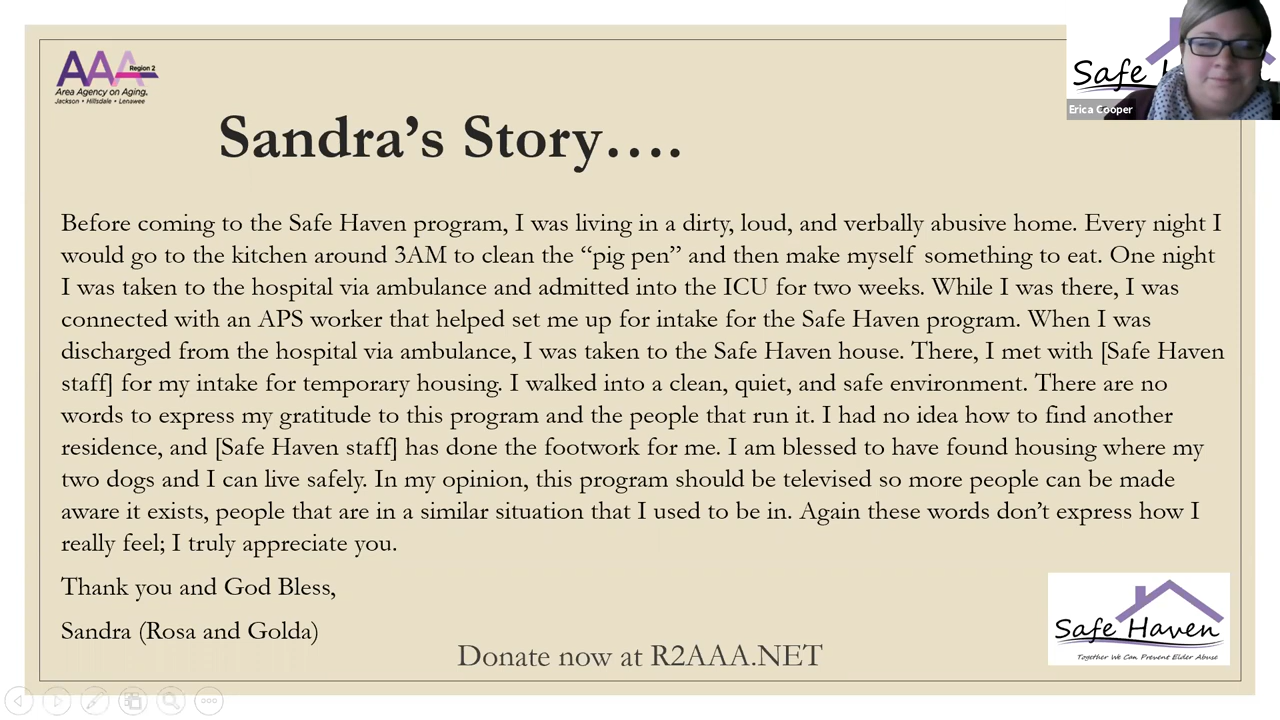 AAA
Region 2
Area Agency on Aging.
Jackson • Hillsdale • Lenawee
Safe
Erica Cooper
Sandra’s Story….
Before coming to the Safe Haven program, I was living in a dirty, loud, and verbally abusive home. Every night I
would go to the kitchen around 3AM to clean the “pig pen” and then make myself something to eat. One night
I was taken to the hospital via ambulance and admitted into the ICU for two weeks. While I was there, I was
connected with an APS worker that helped set me up for intake for the Safe Haven program. When I was
discharged from the hospital via ambulance, I was taken to the Safe Haven house. There, I met with [Safe Haven
staff] for my intake for temporary housing. I walked into a clean, quiet, and safe environment. There are no
words to express my gratitude to this program and the people that run it. I had no idea how to find another
residence, and [Safe Haven staff] has done the footwork for me. I am blessed to have found housing where my
two dogs and I can live safely. In my opinion, this program should be televised so more people can be made
aware it exists, people that are in a similar situation that I used to be in. Again these words don’t express how I
really feel; I truly appreciate you.
Thank you and God Bless,
Sandra (Rosa and Golda)
Donate now at R2AAA.NET
Safe Haven
Together We Can Prevent Elder Abuse